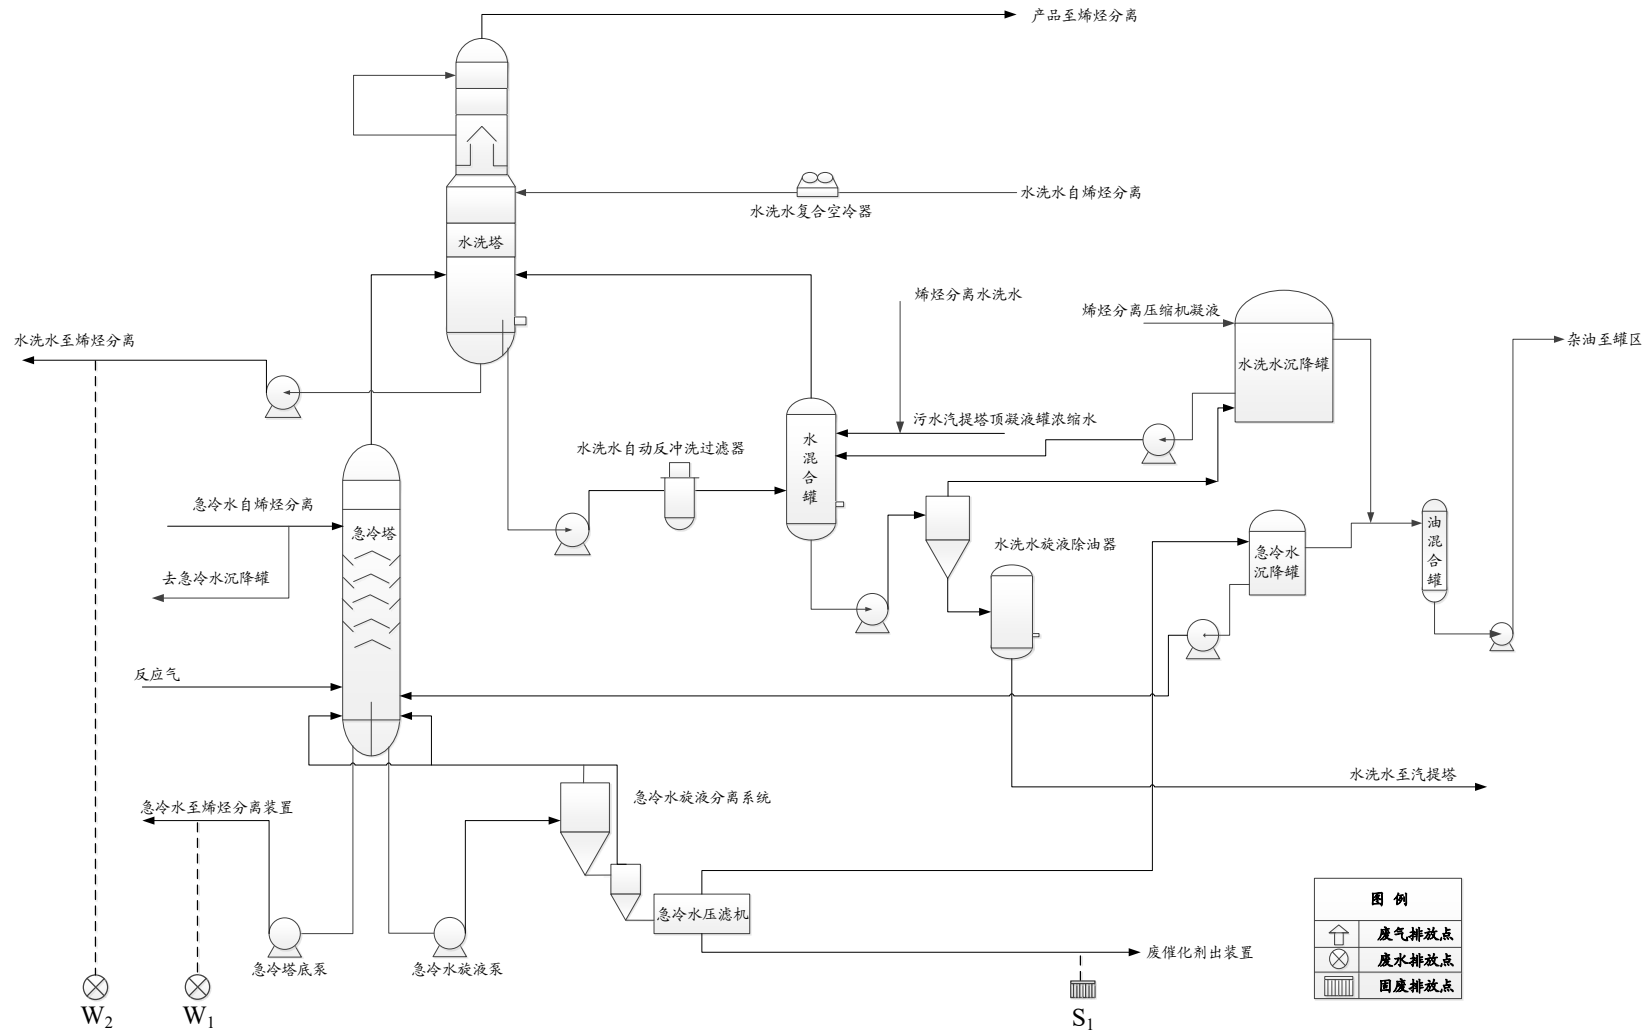 产品至烯烃分离
水洗水自烯烃分离
水洗水复合空冷器
水洗塔
烯烃分离水洗水
烯烃分离压缩机凝液
水洗水至烯烃分离
杂油至罐区
水洗水沉降罐
污水汽提塔顶凝液罐浓缩水
水洗水自动反冲洗过滤器
水混合罐
急冷水自烯烃分离
急冷塔
油混合罐
水洗水旋液除油器
急冷水
沉降罐
去急冷水沉降罐
反应气
水洗水至汽提塔
急冷水旋液分离系统
急冷水至烯烃分离装置
急冷水压滤机
图 例
废气排放点
废水排放点
固废排放点
废催化剂出装置
急冷塔底泵
急冷水旋液泵
W2
W1
S1